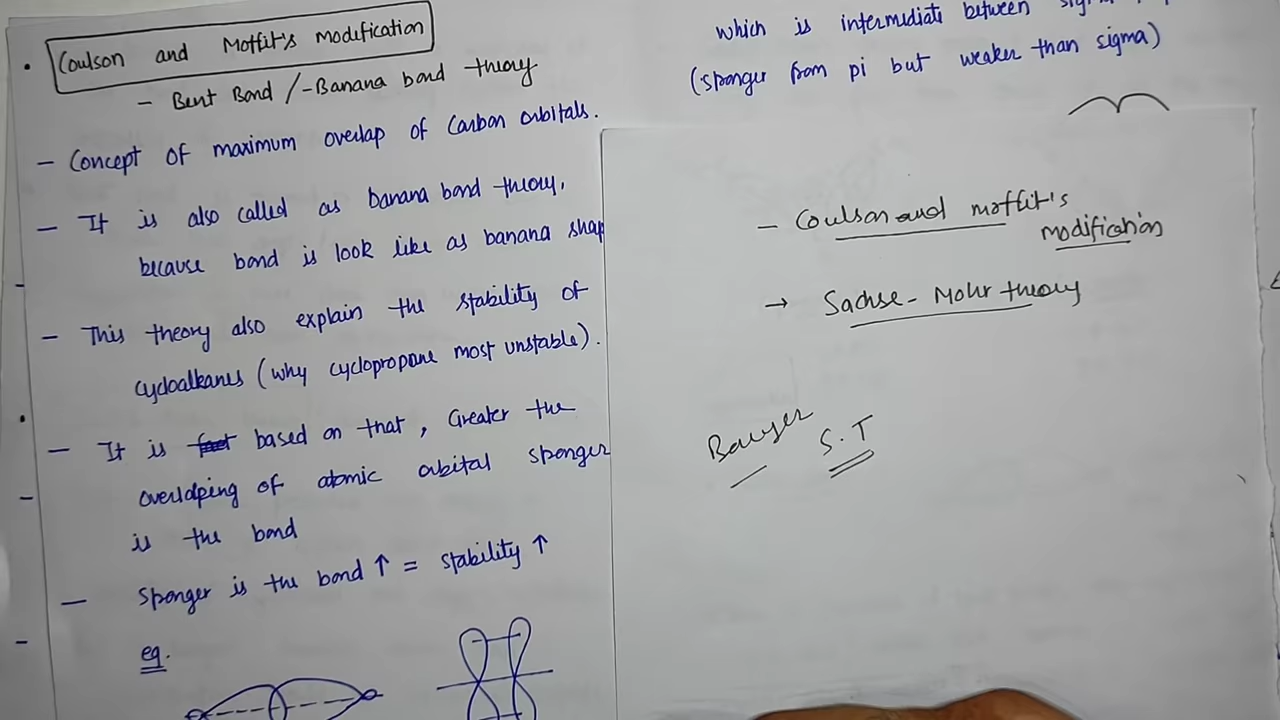 • Coulson and Moffit's modification
- Bent Bond /-Banana bond theory
- Concept of maximum overlap of Carbon orbitals.
- It is also called as banana bond theory,
because bond is look like as banana shap
- This theory also explain the stability of
cycloalkanes (why cyclopropane most unstable).
- It is based on that, Greater the
overlaping of atomic orbital stronger
is the bond
- Stronger is the bond ↑ = stability ↑
eg.
which is intermediate between
(stronger from pi but weaker than sigma)
- Coulson and moffit's
modification
→ Sachse - Mohr theory
Baeyer
S.T